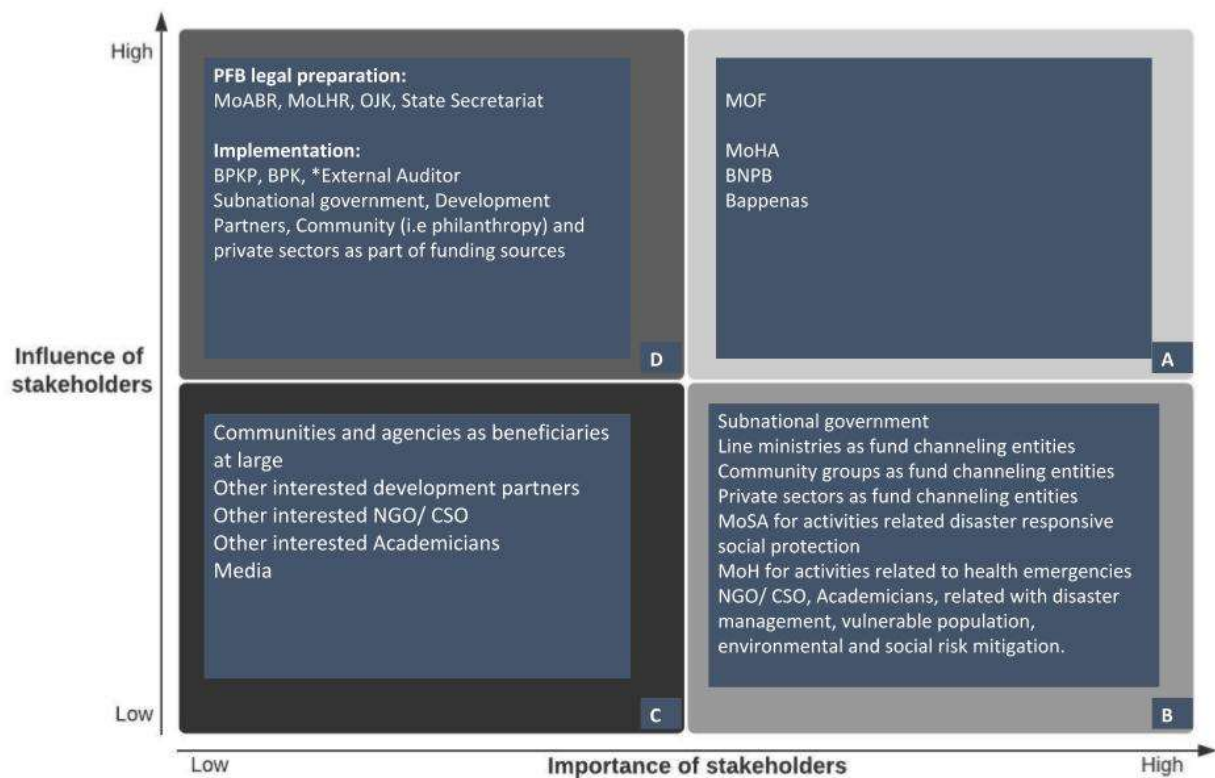 High
PFB legal preparation:
MoABR, MoLHR, OJK, State Secretariat
Implementation:
BPKP, BPK, *External Auditor
Subnational government, Development
Partners, Community (i.e philanthropy) and
private sectors as part of funding sources
D
MOF
MoHA
BNPB
Bappenas
A
Influence of
stakeholders
Communities and agencies as beneficiaries
at large
Other interested development partners
Other interested NGO/ CSO
Other interested Academicians
Media
C
Subnational government
Line ministries as fund channeling entities
Community groups as fund channeling entities
Private sectors as fund channeling entities
MoSA for activities related disaster responsive
social protection
MoH for activities related to health emergencies
NGO/ CSO, Academicians, related with disaster
management, vulnerable population,
environmental and social risk mitigation.
B
Low
Low
Importance of stakeholders
High